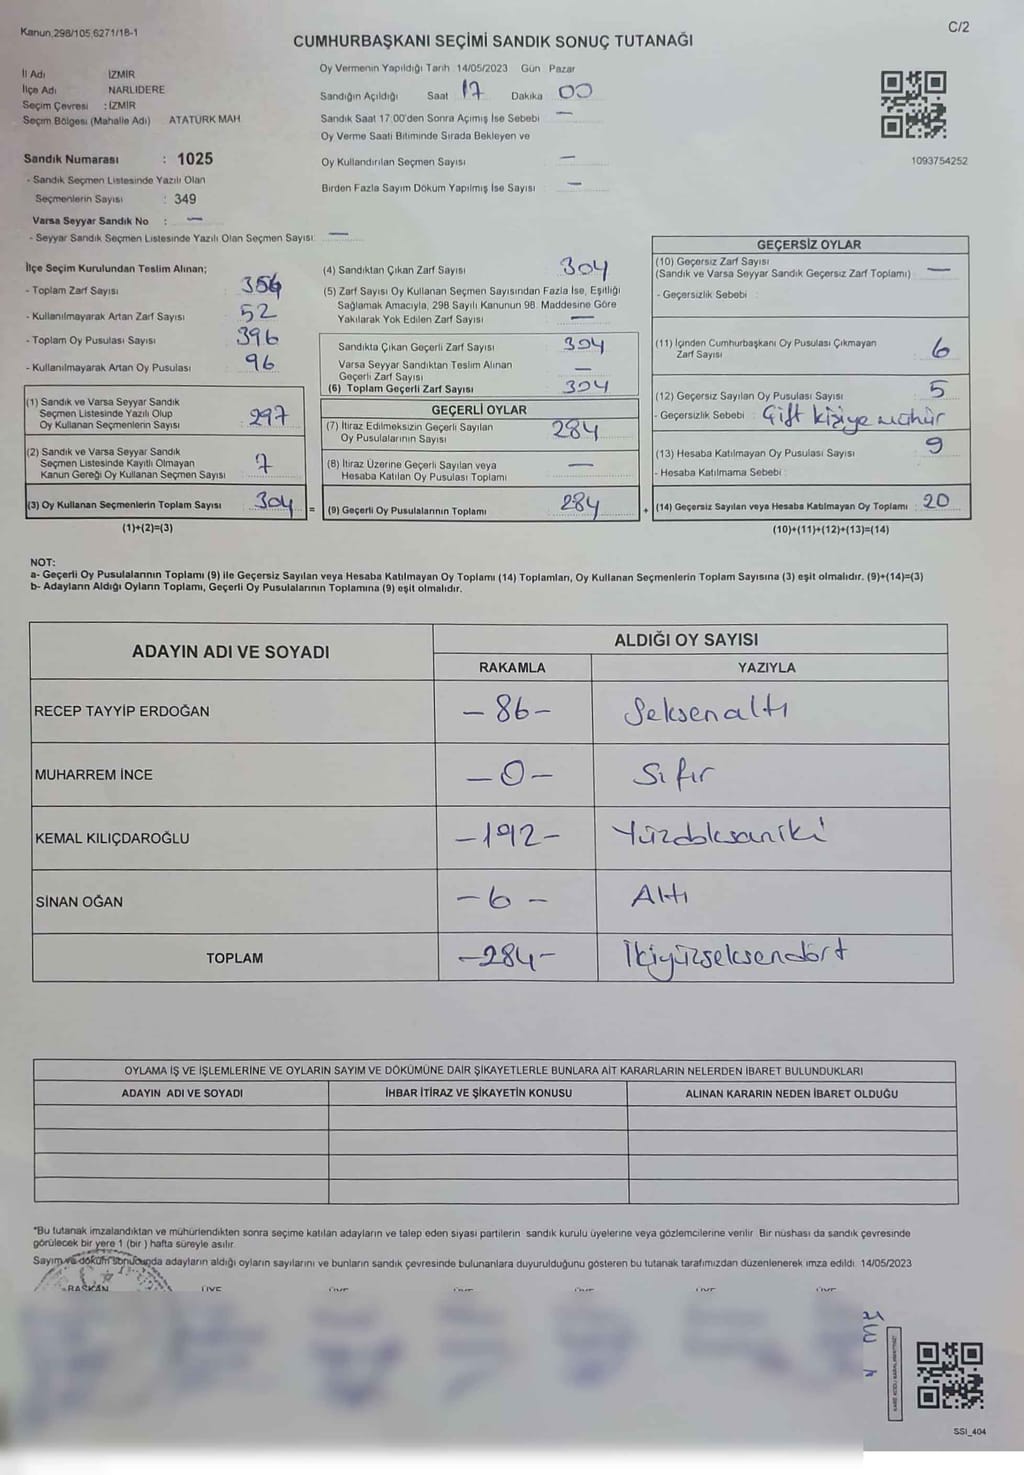 Kanun,298/105,6271/18-1
C/2
CUMHURBAŞKANI SEÇİMİ SANDIK SONUÇ TUTANAĞI
İl Adı İZMİR
İlçe Adı NARLIDERE
Seçim Çevresi : İZMİR
Seçim Bölgesi (Mahalle Adı) ATATÜRK MAH
Sandık Numarası : 1025
- Sandık Seçmen Listesinde Yazılı Olan
Seçmenlerin Sayısı : 349
Varsa Seyyar Sandık No : —
- Seyyar Sandık Seçmen Listesinde Yazılı Olan Seçmen Sayısı: —
Oy Vermenin Yapıldığı Tarih 14/05/2023 Gün Pazar
Sandığın Açıldığı Saat 17 Dakika 00
Sandık Saat 17:00'den Sonra Açımış İse Sebebi —
Oy Verme Saati Bitiminde Sırada Bekleyen ve
Oy Kullandırılan Seçmen Sayısı —
Birden Fazla Sayım Döküm Yapılmış İse Sayısı —
1093754252
İlçe Seçim Kurulundan Teslim Alınan;
- Toplam Zarf Sayısı 356
- Kullanılmayarak Artan Zarf Sayısı 52
- Toplam Oy Pusulası Sayısı 396
- Kullanılmayarak Artan Oy Pusulası 96
(1) Sandık ve Varsa Seyyar Sandık
Seçmen Listesinde Yazılı Olup
Oy Kullanan Seçmenlerin Sayısı 297
(2) Sandık ve Varsa Seyyar Sandık
Seçmen Listesinde Kayıtlı Olmayan
Kanun Gereği Oy Kullanan Seçmen Sayısı 7
(3) Oy Kullanan Seçmenlerin Toplam Sayısı 304 =
(1)+(2)=(3)
(4) Sandıktan Çıkan Zarf Sayısı 304
(5) Zarf Sayısı Oy Kullanan Seçmen Sayısından Fazla İse, Eşitliği
Sağlamak Amacıyla, 298 Sayılı Kanunun 98. Maddesine Göre
Yakılarak Yok Edilen Zarf Sayısı —
Sandıkta Çıkan Geçerli Zarf Sayısı 304
Varsa Seyyar Sandıktan Teslim Alınan
Geçerli Zarf Sayısı —
(6) Toplam Geçerli Zarf Sayısı 304
GEÇERLİ OYLAR
(7) İtiraz Edilmeksizin Geçerli Sayılan
Oy Pusulalarının Sayısı 284
(8) İtiraz Üzerine Geçerli Sayılan veya
Hesaba Katılan Oy Pusulası Toplamı —
(9) Geçerli Oy Pusulalarının Toplamı 284 +
GEÇERSİZ OYLAR
(10) Geçersiz Zarf Sayısı
(Sandık ve Varsa Seyyar Sandık Geçersiz Zarf Toplamı) —
- Geçersizlik Sebebi :
(11) İçinden Cumhurbaşkanı Oy Pusulası Çıkmayan
Zarf Sayısı 6
(12) Geçersiz Sayılan Oy Pusulası Sayısı 5
- Geçersizlik Sebebi : Çift kişiye mühür
(13) Hesaba Katılmayan Oy Pusulası Sayısı 9
- Hesaba Katılmama Sebebi :
(14) Geçersiz Sayılan veya Hesaba Katılmayan Oy Toplamı 20
(10)+(11)+(12)+(13)=(14)
NOT:
a- Geçerli Oy Pusulalarının Toplamı (9) ile Geçersiz Sayılan veya Hesaba Katılmayan Oy Toplamı (14) Toplamları, Oy Kullanan Seçmenlerin Toplam Sayısına (3) eşit olmalıdır. (9)+(14)=(3)
b- Adayların Aldığı Oyların Toplamı, Geçerli Oy Pusulalarının Toplamına (9) eşit olmalıdır.
ADAYIN ADI VE SOYADI ALDIĞI OY SAYISI
RAKAMLA YAZIYLA
RECEP TAYYİP ERDOĞAN – 86 – Seksenaltı
MUHARREM İNCE – 0 – Sıfır
KEMAL KILIÇDAROĞLU – 192 – Yüzdoksaniki
SİNAN OĞAN – 6 – Altı
TOPLAM – 284 – İkiyüzseksendört
OYLAMA İŞ VE İŞLEMLERINE VE OYLARIN SAYIM VE DÖKÜMÜNE DAİR ŞİKAYETLERLE BUNLARA AİT KARARLARIN NELERDEN İBARET BULUNDUKLARI
ADAYIN ADI VE SOYADI İHBAR İTİRAZ VE ŞİKAYETİN KONUSU ALINAN KARARIN NEDEN İBARET OLDUĞU
*Bu tutanak imzalandıktan ve mühürlendikten sonra seçime katılan adayların ve talep eden siyasi partilerin sandık kurulu üyelerine veya gözlemcilerine verilir Bir nüshası da sandık çevresinde
görülecek bir yere 1 (bir ) hafta süreyle asılır.
Sayım ve döküm sonucunda adayların aldığı oyların sayılarını ve bunların sandık çevresinde bulunanlara duyurulduğunu gösteren bu tutanak tarafımızdan düzenlenerek imza edildi. 14/05/2023
BAŞKAN ÜYE ÜYE ÜYE ÜYE ÜYE ÜYE
SSI_404